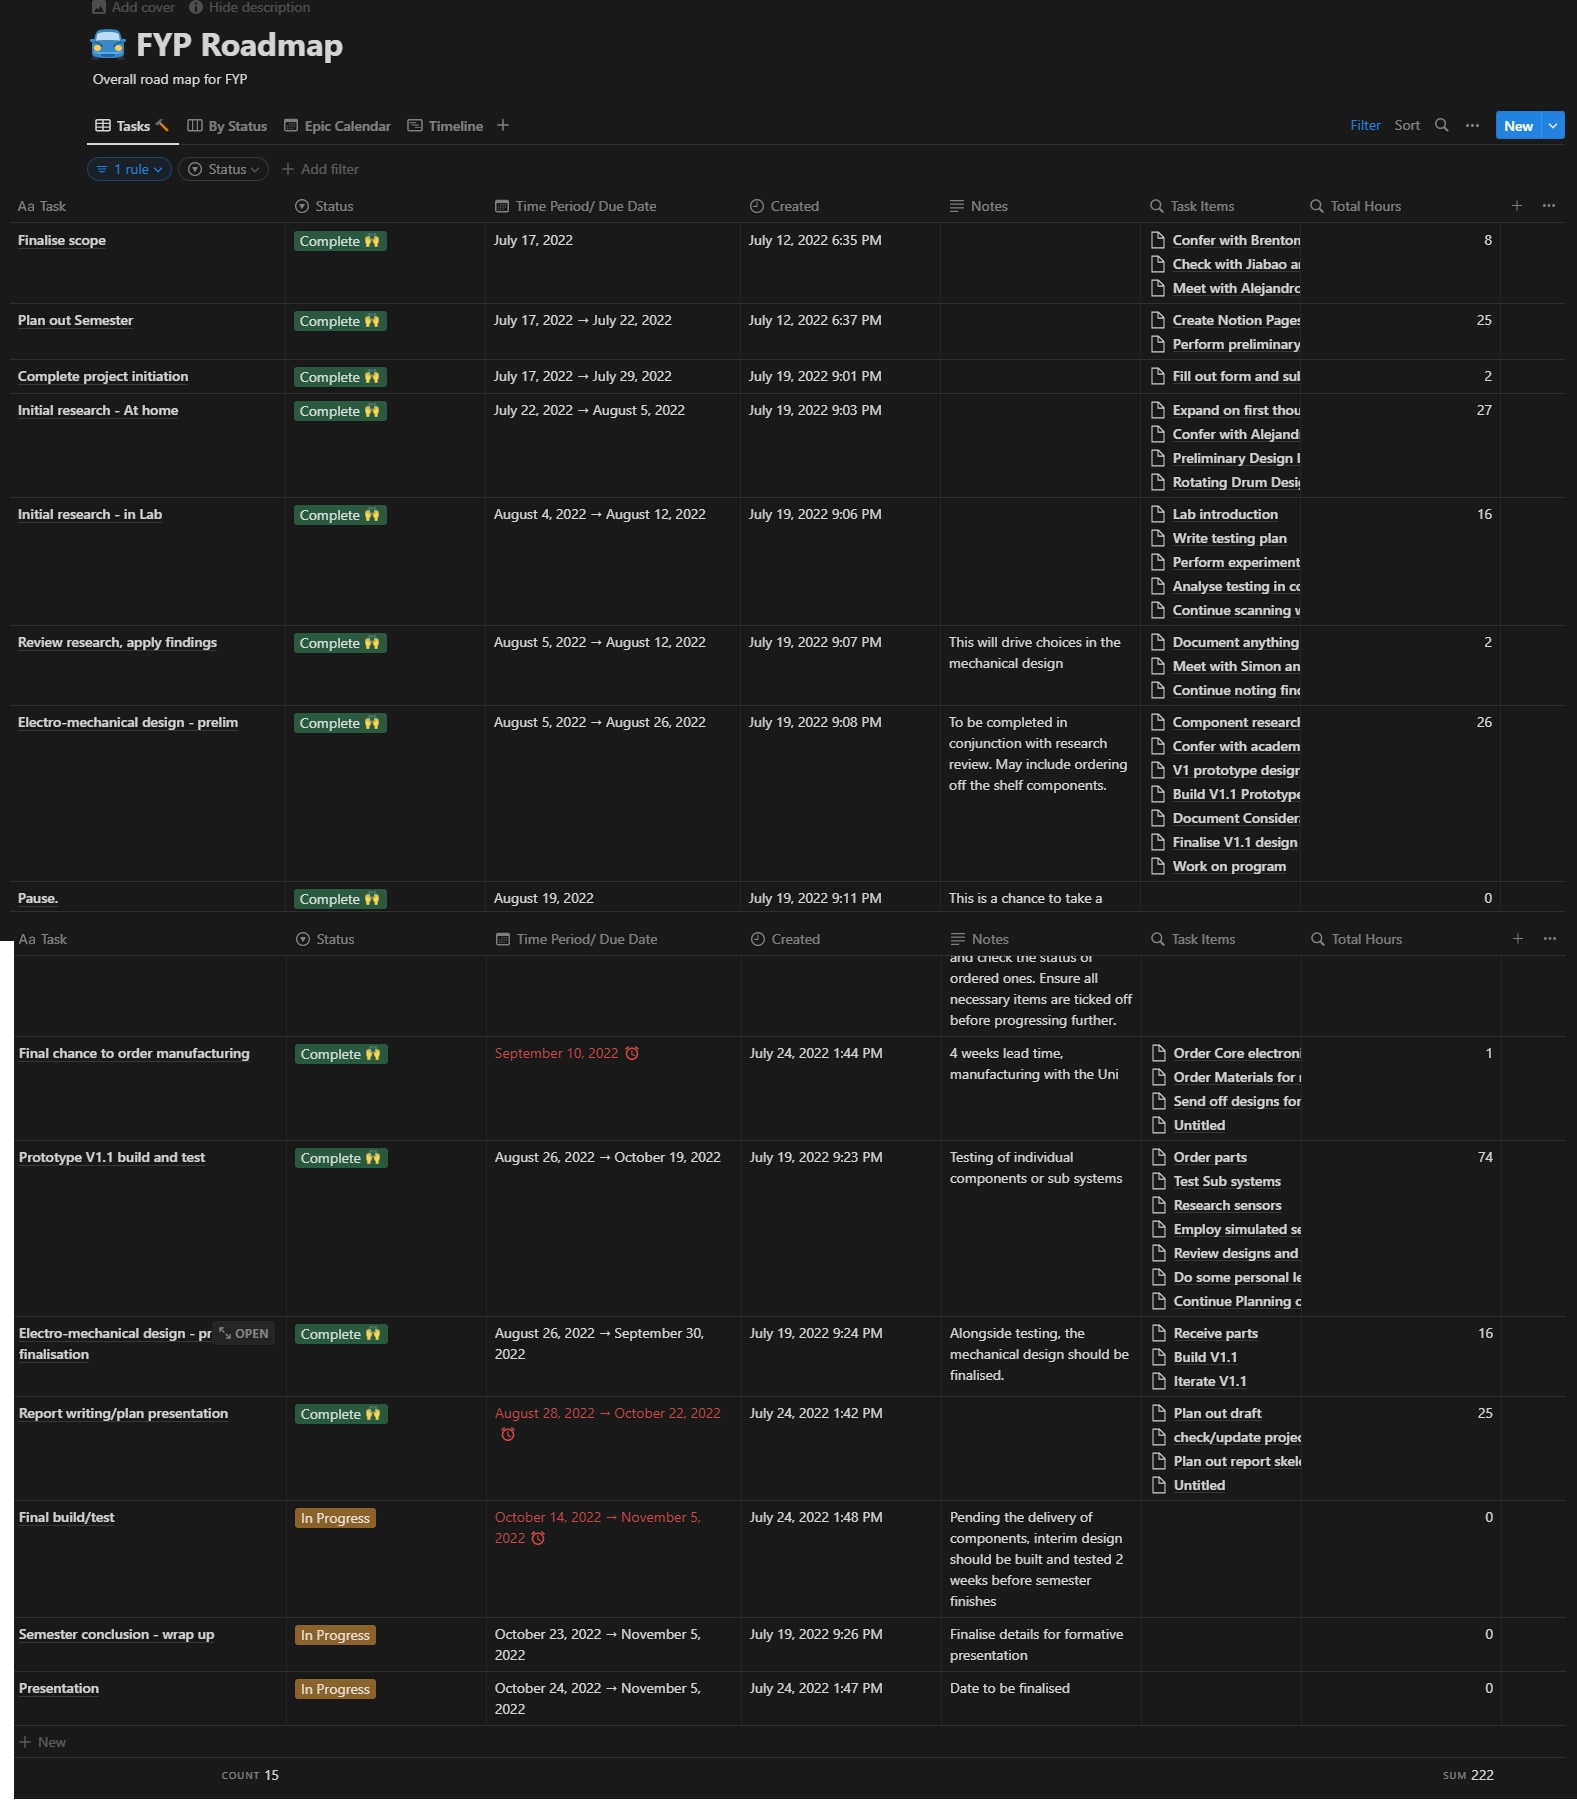 Add cover Hide description
FYP Roadmap
Overall road map for FYP
Tasks By Status Epic Calendar Timeline
Filter Sort New
1 rule Status Add filter
Aa Task Status Time Period/ Due Date Created Notes Task Items Total Hours
Finalise scope Complete 🙌 July 17, 2022 July 12, 2022 6:35 PM Confer with Brenton 8
Check with Jiabao a
Meet with Alejandro
Plan out Semester Complete 🙌 July 17, 2022 → July 22, 2022 July 12, 2022 6:37 PM Create Notion Pages 25
Perform preliminary
Complete project initiation Complete 🙌 July 17, 2022 → July 29, 2022 July 19, 2022 9:01 PM Fill out form and sul 2
Initial research - At home Complete 🙌 July 22, 2022 → August 5, 2022 July 19, 2022 9:03 PM Expand on first thou 27
Confer with Alejand
Preliminary Design
Rotating Drum Desi
Initial research - in Lab Complete 🙌 August 4, 2022 → August 12, 2022 July 19, 2022 9:06 PM Lab introduction 16
Write testing plan
Perform experiment
Analyse testing in co
Continue scanning
Review research, apply findings Complete 🙌 August 5, 2022 → August 12, 2022 July 19, 2022 9:07 PM This will drive choices in the Document anything 2
mechanical design Meet with Simon an
Continue noting find
Electro-mechanical design - prelim Complete 🙌 August 5, 2022 → August 26, 2022 July 19, 2022 9:08 PM To be completed in Component research 26
conjunction with research Confer with academ
review. May include ordering V1 prototype design
off the shelf components. Build V1.1 Prototype
Document Consider
Finalise V1.1 design
Work on program
Pause. Complete 🙌 August 19, 2022 July 19, 2022 9:11 PM This is a chance to take a 0
Aa Task Status Time Period/ Due Date Created Notes Task Items Total Hours
and check the status of
ordered ones. Ensure all
necessary items are ticked off
before progressing further.
Final chance to order manufacturing Complete 🙌 September 10, 2022 July 24, 2022 1:44 PM 4 weeks lead time, Order Core electroni 1
manufacturing with the Uni Order Materials for
Send off designs for
Untitled
Prototype V1.1 build and test Complete 🙌 August 26, 2022 → October 19, 2022 July 19, 2022 9:23 PM Testing of individual Order parts 74
components or sub systems Test Sub systems
Research sensors
Employ simulated se
Review designs and
Do some personal le
Continue Planning
Electro-mechanical design - pr OPEN Complete 🙌 August 26, 2022 → September 30, July 19, 2022 9:24 PM Alongside testing, the Receive parts 16
finalisation 2022 mechanical design should be Build V1.1
finalised. Iterate V1.1
Report writing/plan presentation Complete 🙌 August 28, 2022 → October 22, 2022 July 24, 2022 1:42 PM Plan out draft 25
check/update projec
Plan out report skel
Untitled
Final build/test In Progress October 14, 2022 → November 5, July 24, 2022 1:48 PM Pending the delivery of 0
2022 components, interim design
should be built and tested 2
weeks before semester
finishes
Semester conclusion - wrap up In Progress October 23, 2022 → November 5, July 19, 2022 9:26 PM Finalise details for formative 0
2022 presentation
Presentation In Progress October 24, 2022 → November 5, July 24, 2022 1:47 PM Date to be finalised 0
2022
New
COUNT 15 SUM 222